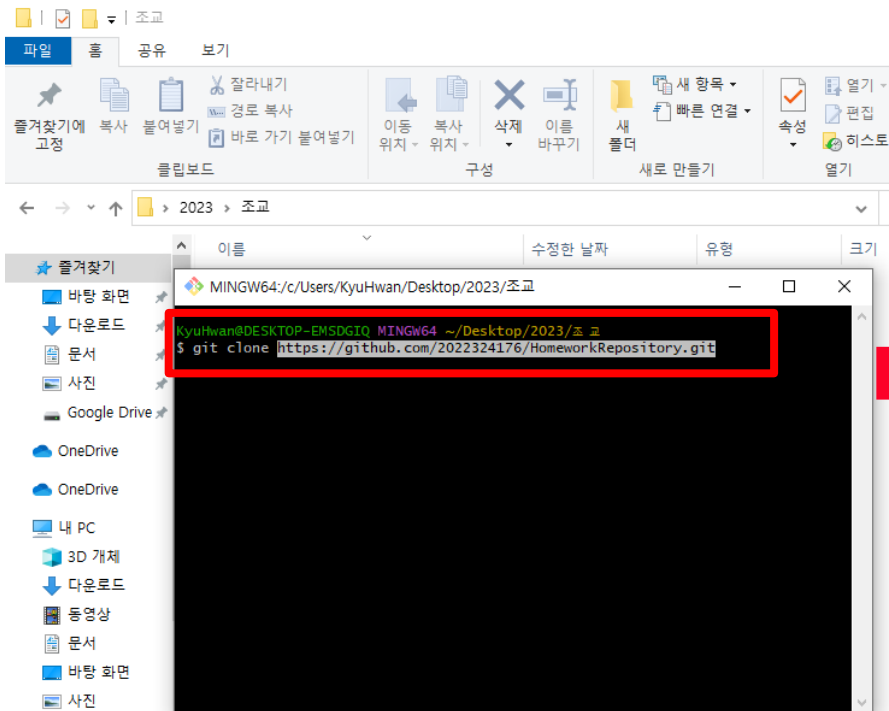 조교
파일 홈 공유 보기
즐겨찾기에 고정 복사 붙여넣기 잘라내기 경로 복사 바로 가기 붙여넣기
이동 위치 복사 위치 삭제 이름 바꾸기
새 폴더 새 항목 빠른 연결
속성 열기 편집 히스토
클립보드 구성 새로 만들기 열기
2023 조교
이름 수정한 날짜 유형 크기
즐겨찾기
바탕 화면
다운로드
문서
사진
Google Drive
OneDrive
OneDrive
내 PC
3D 개체
다운로드
동영상
문서
바탕 화면
사진
MINGW64:/c/Users/KyuHwan/Desktop/2023/조교
KyuHwan@DESKTOP-EMSDGIQ MINGW64 ~/Desktop/2023/조 교
$ git clone https://github.com/2022324176/HomeworkRepository.git